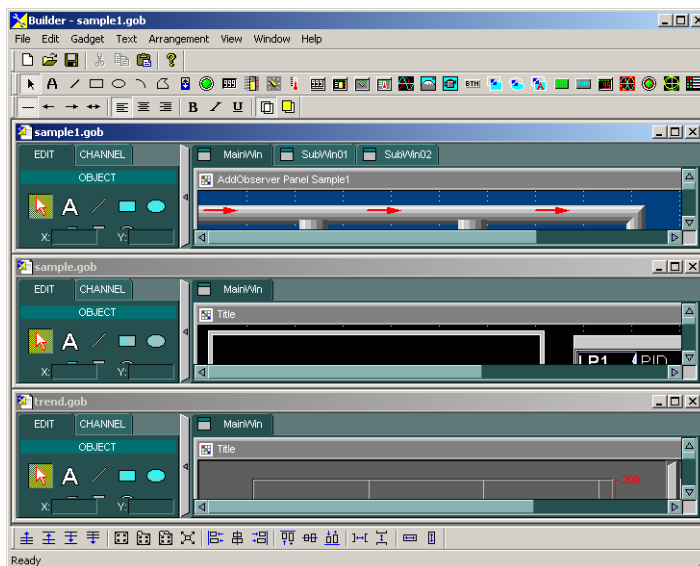 Builder - sample1.gob
File Edit Gadget Text Arrangement View Window Help
A BTN
B I U
sample1.gob
EDIT CHANNEL MainWin SubWin01 SubWin02
OBJECT AddObserver Panel Sample1
A
X: Y:
sample.gob
EDIT CHANNEL MainWin
OBJECT Title
A
LP1 PID
X: Y:
trend.gob
EDIT CHANNEL MainWin
OBJECT Title
A
200
X: Y:
Ready